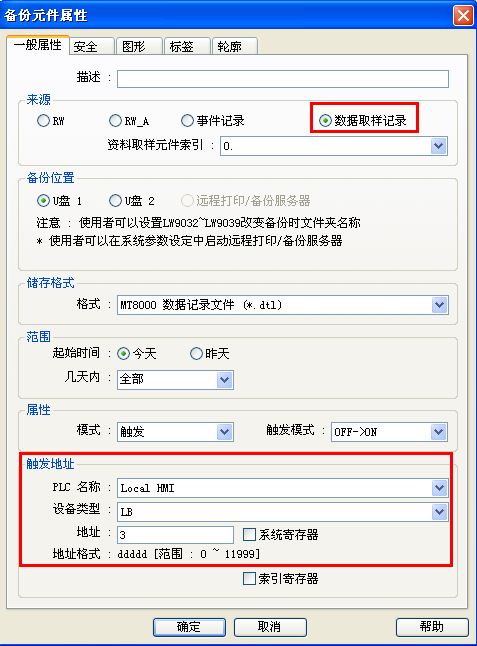 备份元件属性
一般属性 安全 图形 标签 轮廓
描述 :
来源
RW RW_A 事件记录 数据取样记录
资料取样元件索引 : 0.
备份位置
U盘 1 U盘 2 远程打印/备份服务器
注意 : 使用者可以设置LW9032~LW9039改变备份时文件夹名称
* 使用者可以在系统参数设定中启动远程打印/备份服务器
储存格式
格式 : MT8000 数据记录文件 (*.dtl)
范围
起始时间 : 今天 昨天
几天内 : 全部
属性
模式 : 触发 触发模式 : OFF->ON
触发地址
PLC 名称 : Local HMI
设备类型 : LB
地址 : 3 系统寄存器
地址格式 : ddddd [范围 : 0 ~ 11999]
索引寄存器
确定 取消 帮助